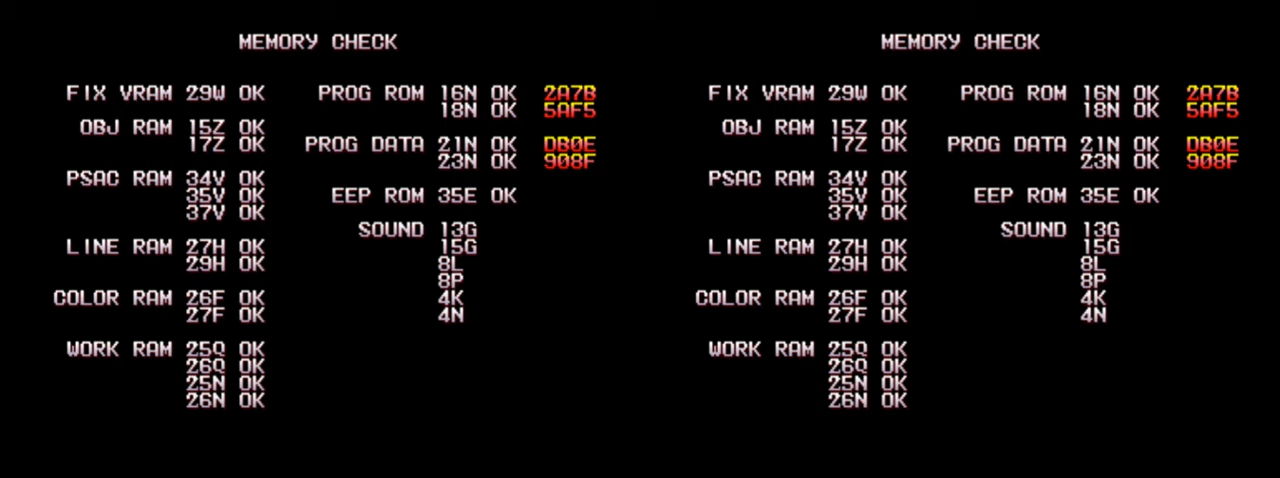 MEMORY CHECK MEMORY CHECK
FIX VRAM 29W OK PROG ROM 16N OK 2A7B FIX VRAM 29W OK PROG ROM 16N OK 2A7B
18N OK 5AF5 18N OK 5AF5
OBJ RAM 15Z OK OBJ RAM 15Z OK
17Z OK PROG DATA 21N OK DB0E 17Z OK PROG DATA 21N OK DB0E
23N OK 908F 23N OK 908F
PSAC RAM 34V OK PSAC RAM 34V OK
35V OK EEP ROM 35E OK 35V OK EEP ROM 35E OK
37V OK 37V OK
SOUND 13G SOUND 13G
LINE RAM 27H OK 15G LINE RAM 27H OK 15G
29H OK 8L 29H OK 8L
8P 8P
COLOR RAM 26F OK 4K COLOR RAM 26F OK 4K
27F OK 4N 27F OK 4N
WORK RAM 25Q OK WORK RAM 25Q OK
26Q OK 26Q OK
25N OK 25N OK
26N OK 26N OK